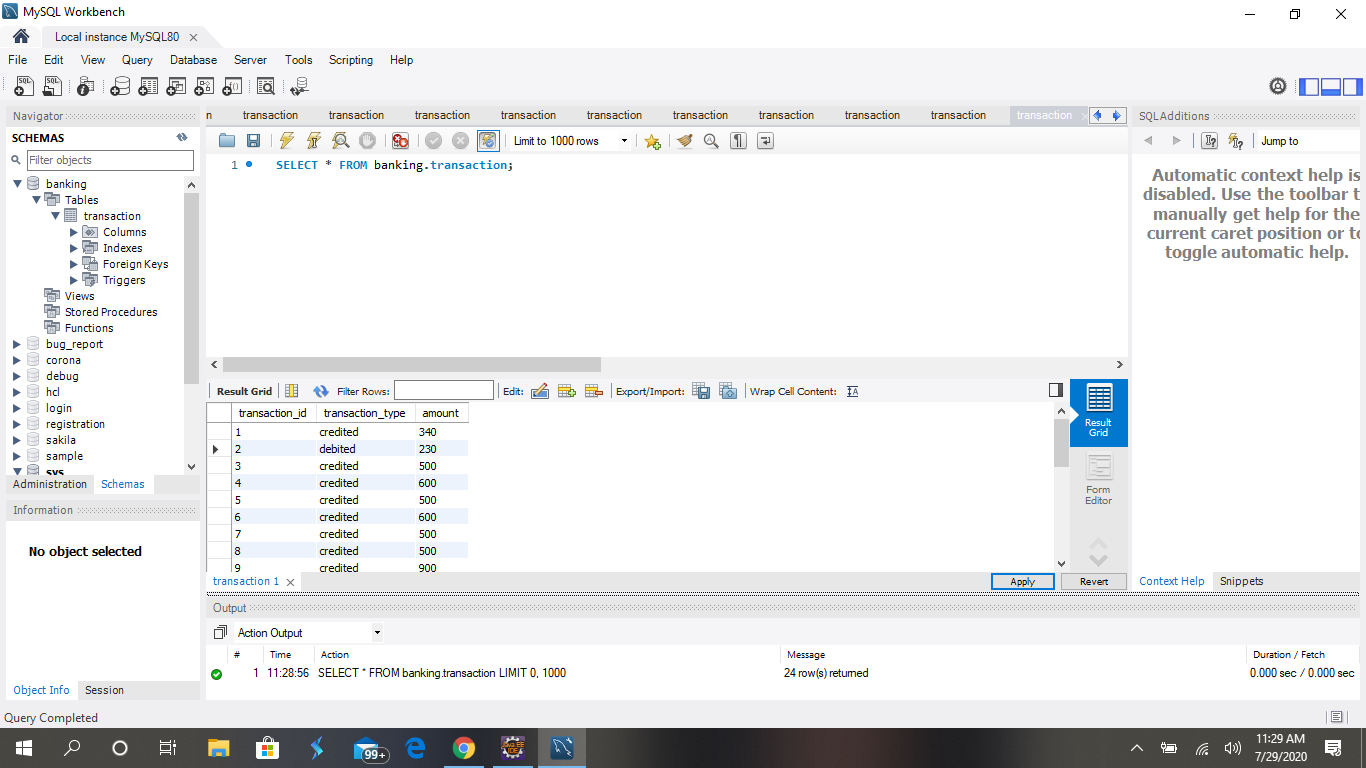 MySQL Workbench
Local instance MySQL80
File Edit View Query Database Server Tools Scripting Help
Navigator
SCHEMAS
Filter objects
banking
Tables
transaction
Columns
Indexes
Foreign Keys
Triggers
Views
Stored Procedures
Functions
bug_report
corona
debug
hcl
login
registration
sakila
sample
sys
Administration Schemas
Information
No object selected
Object Info Session
n transaction transaction transaction transaction transaction transaction transaction transaction transaction transaction
Limit to 1000 rows
1 SELECT * FROM banking.transaction;
Result Grid Filter Rows: Edit: Export/Import: Wrap Cell Content:
transaction_id transaction_type amount
1 credited 340
2 debited 230
3 credited 500
4 credited 600
5 credited 500
6 credited 600
7 credited 500
8 credited 500
9 credited 900
Result Grid
Form Editor
transaction 1 Apply Revert
SQLAdditions
Jump to
Automatic context help is
disabled. Use the toolbar t
manually get help for the
current caret position or to
toggle automatic help.
Context Help Snippets
Output
Action Output
# Time Action Message Duration / Fetch
1 11:28:56 SELECT * FROM banking.transaction LIMIT 0, 1000 24 row(s) returned 0.000 sec / 0.000 sec
Query Completed
99+
11:29 AM
7/29/2020